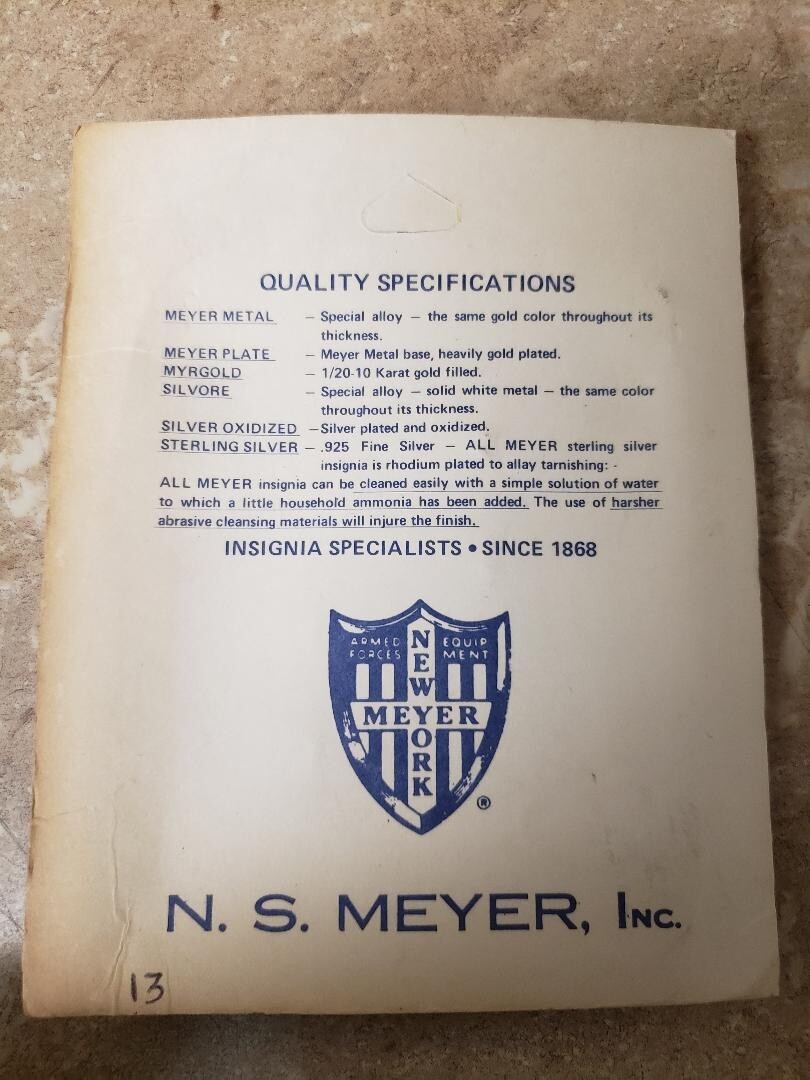 QUALITY SPECIFICATIONS
MEYER METAL – Special alloy – the same gold color throughout its
thickness.
MEYER PLATE – Meyer Metal base, heavily gold plated.
MYRGOLD – 1/20-10 Karat gold filled.
SILVORE – Special alloy – solid white metal – the same color
throughout its thickness.
SILVER OXIDIZED – Silver plated and oxidized.
STERLING SILVER – .925 Fine Silver – ALL MEYER sterling silver
insignia is rhodium plated to allay tarnishing: -
ALL MEYER insignia can be cleaned easily with a simple solution of water
to which a little household ammonia has been added. The use of harsher
abrasive cleansing materials will injure the finish.
INSIGNIA SPECIALISTS • SINCE 1868
ARMED FORCES EQUIP MENT
NEW YORK
MEYER
®
N. S. MEYER, INC.
13